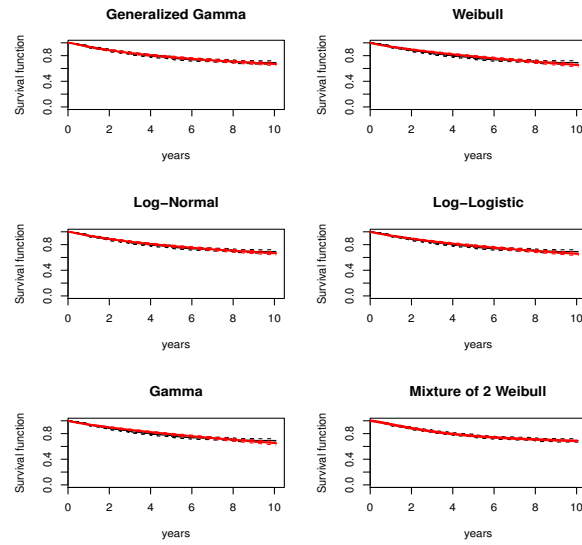 Generalized Gamma
Survival function
0.0 0.4 0.8
0 2 4 6 8 10
years
Weibull
Survival function
0.0 0.4 0.8
0 2 4 6 8 10
years
Log−Normal
Survival function
0.0 0.4 0.8
0 2 4 6 8 10
years
Log−Logistic
Survival function
0.0 0.4 0.8
0 2 4 6 8 10
years
Gamma
Survival function
0.0 0.4 0.8
0 2 4 6 8 10
years
Mixture of 2 Weibull
Survival function
0.0 0.4 0.8
0 2 4 6 8 10
years